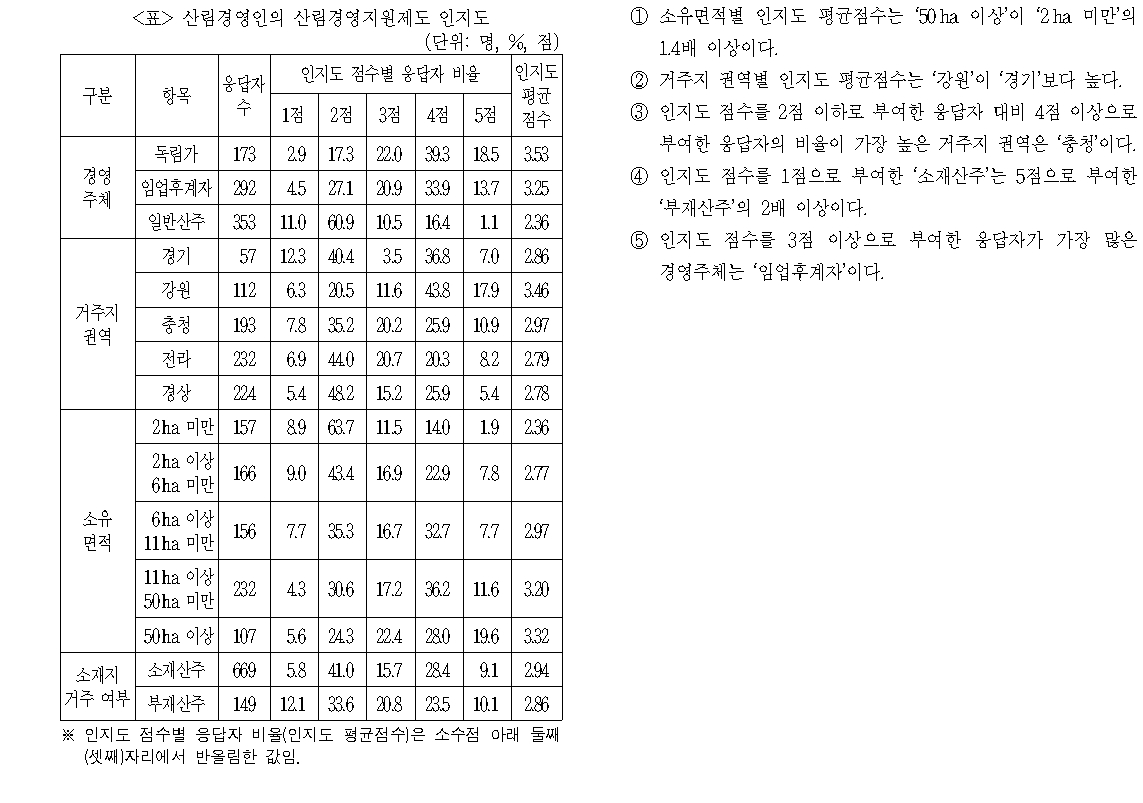 <표> 산림경영인의 산림경영지원제도 인지도
(단위: 명, %, 점)
구분 항목 응답자수 인지도 점수별 응답자 비율 인지도 평균 점수
1점 2점 3점 4점 5점
경영 주체 독림가 173 2.9 17.3 22.0 39.3 18.5 3.53
임업후계자 292 4.5 27.1 20.9 33.9 13.7 3.25
일반산주 353 11.0 60.9 10.5 16.4 1.1 2.36
거주지 권역 경기 57 12.3 40.4 3.5 36.8 7.0 2.86
강원 112 6.3 20.5 11.6 43.8 17.9 3.46
충청 193 7.8 35.2 20.2 25.9 10.9 2.97
전라 232 6.9 44.0 20.7 20.3 8.2 2.79
경상 224 5.4 48.2 15.2 25.9 5.4 2.78
소유 면적 2ha 미만 157 8.9 63.7 11.5 14.0 1.9 2.36
2ha 이상 6ha 미만 166 9.0 43.4 16.9 22.9 7.8 2.77
6ha 이상 11ha 미만 156 7.7 35.3 16.7 32.7 7.7 2.97
11ha 이상 50ha 미만 232 4.3 30.6 17.2 36.2 11.6 3.20
50ha 이상 107 5.6 24.3 22.4 28.0 19.6 3.32
소재지 거주 여부 소재산주 669 5.8 41.0 15.7 28.4 9.1 2.94
부재산주 149 12.1 33.6 20.8 23.5 10.1 2.86
※ 인지도 점수별 응답자 비율(인지도 평균점수)은 소수점 아래 둘째
(셋째)자리에서 반올림한 값임.
① 소유면적별 인지도 평균점수는 '50ha 이상'이 '2ha 미만'의
1.4배 이상이다.
② 거주지 권역별 인지도 평균점수는 '강원'이 '경기'보다 높다.
③ 인지도 점수를 2점 이하로 부여한 응답자 대비 4점 이상으로
부여한 응답자의 비율이 가장 높은 거주지 권역은 '충청'이다.
④ 인지도 점수를 1점으로 부여한 '소재산주'는 5점으로 부여한
'부재산주'의 2배 이상이다.
⑤ 인지도 점수를 3점 이상으로 부여한 응답자가 가장 많은
경영주체는 '임업후계자'이다.